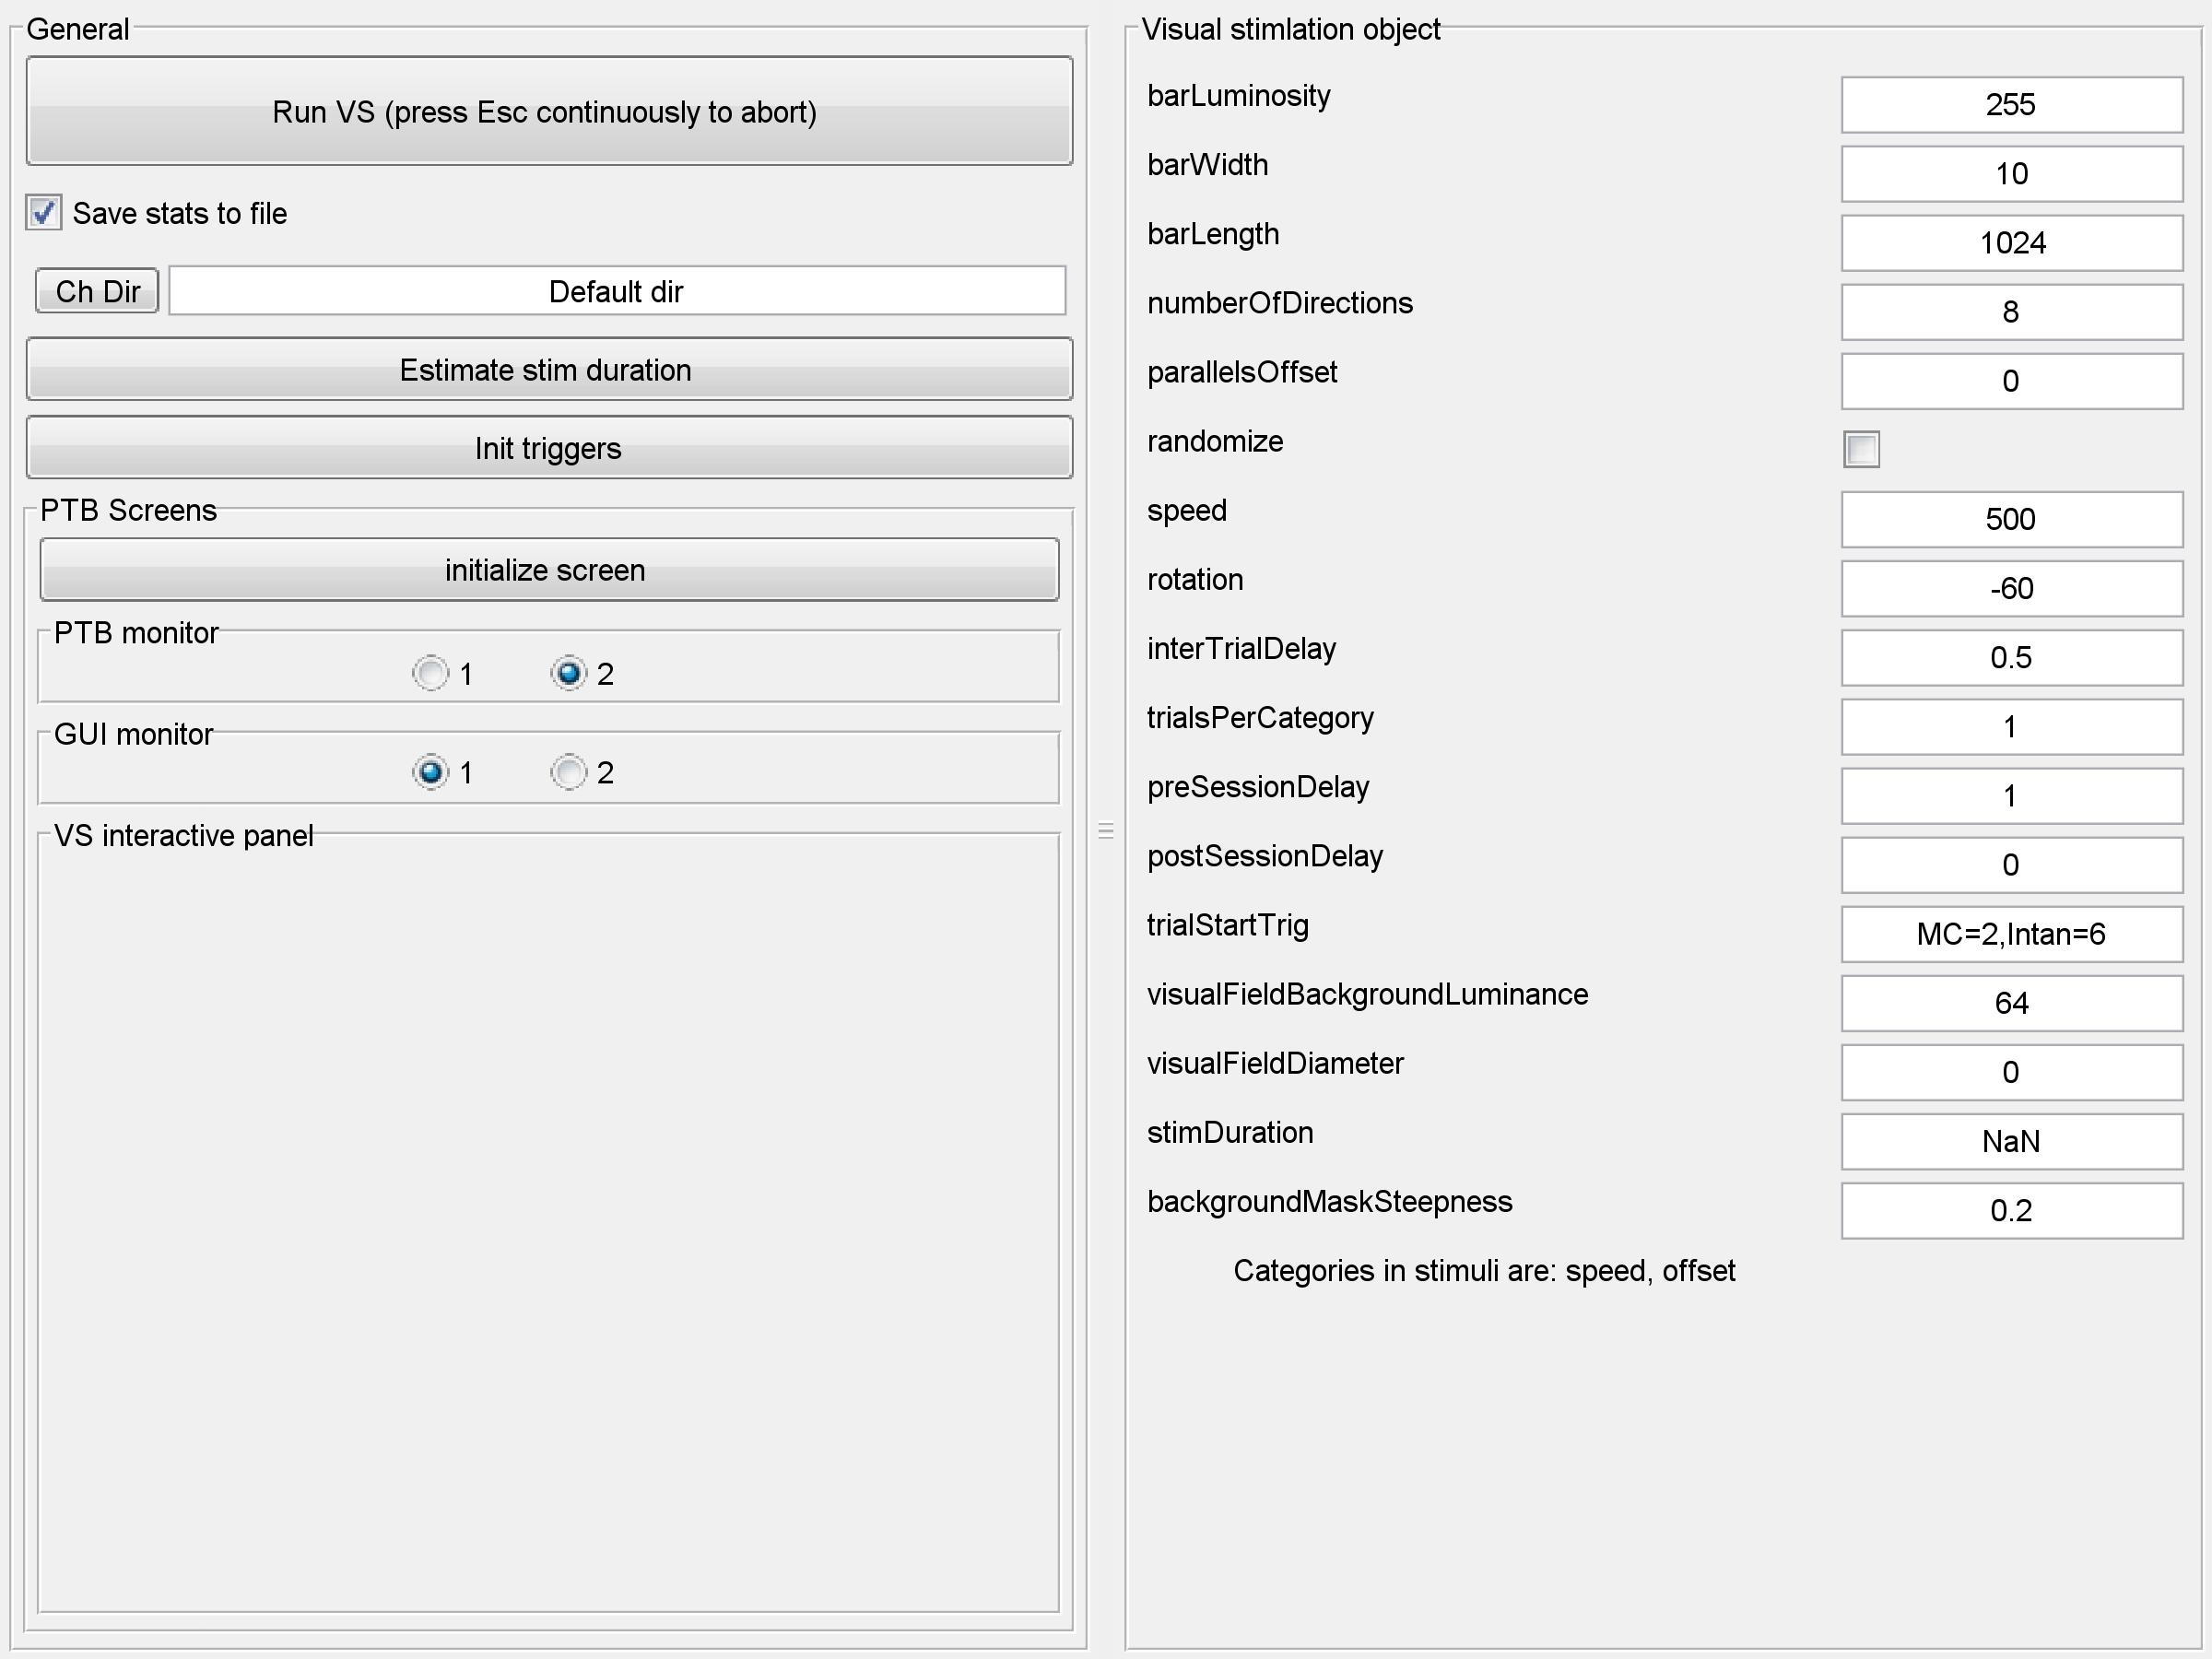 General
Run VS (press Esc continuously to abort)
Save stats to file
Ch Dir
Default dir
Estimate stim duration
Init triggers
PTB Screens
initialize screen
PTB monitor
1 2
GUI monitor
1 2
VS interactive panel
Visual stimlation object
barLuminosity 255
barWidth 10
barLength 1024
numberOfDirections 8
parallelsOffset 0
randomize
speed 500
rotation -60
interTrialDelay 0.5
trialsPerCategory 1
preSessionDelay 1
postSessionDelay 0
trialStartTrig MC=2,Intan=6
visualFieldBackgroundLuminance 64
visualFieldDiameter 0
stimDuration NaN
backgroundMaskSteepness 0.2
Categories in stimuli are: speed, offset